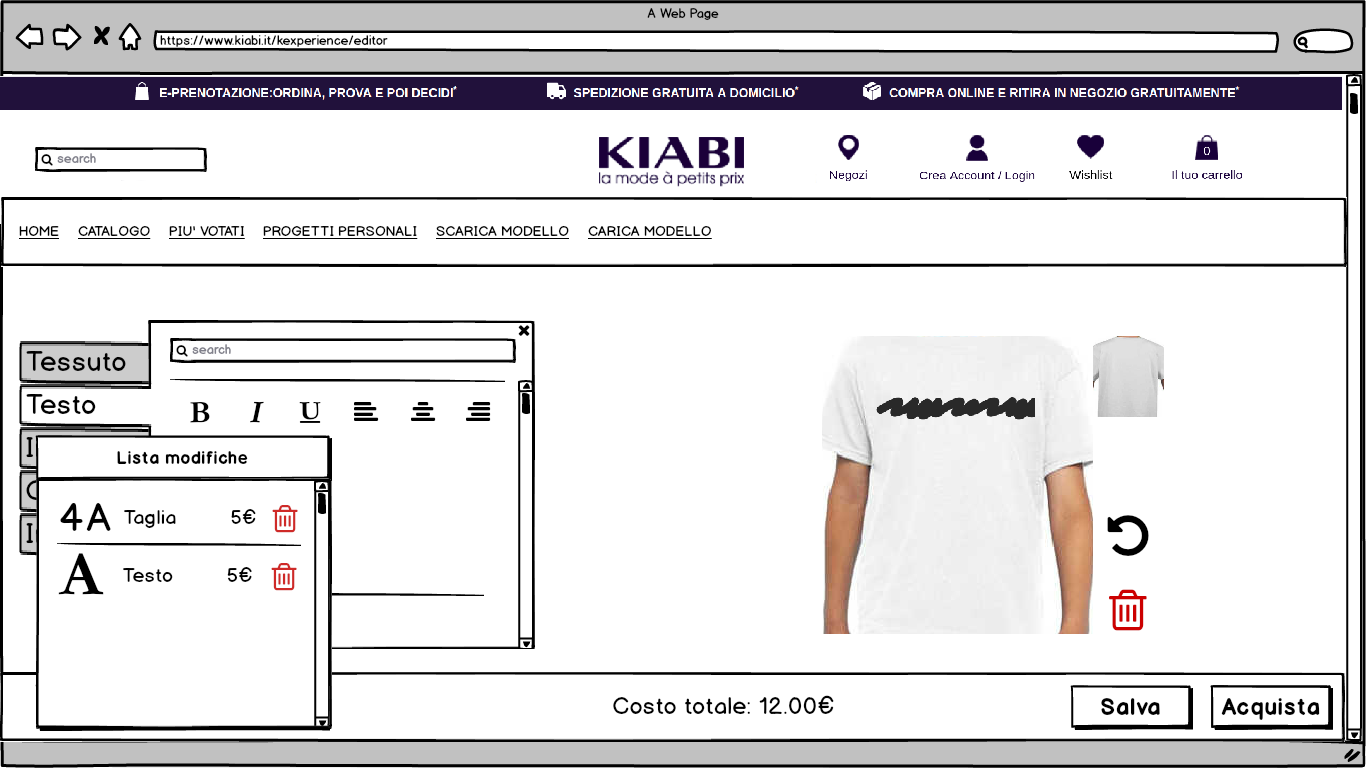 A Web Page
https://www.kiabi.it/kexperience/editor
E-PRENOTAZIONE:ORDINA, PROVA E POI DECIDI*
SPEDIZIONE GRATUITA A DOMICILIO*
COMPRA ONLINE E RITIRA IN NEGOZIO GRATUITAMENTE*
search
KIABI
la mode à petits prix
Negozi
Crea Account / Login
Wishlist
0
Il tuo carrello
HOME CATALOGO PIU' VOTATI PROGETTI PERSONALI SCARICA MODELLO CARICA MODELLO
Tessuto
Testo
search
B I U
Lista modifiche
4A Taglia 5€
A Testo 5€
Costo totale: 12.00€
Salva
Acquista